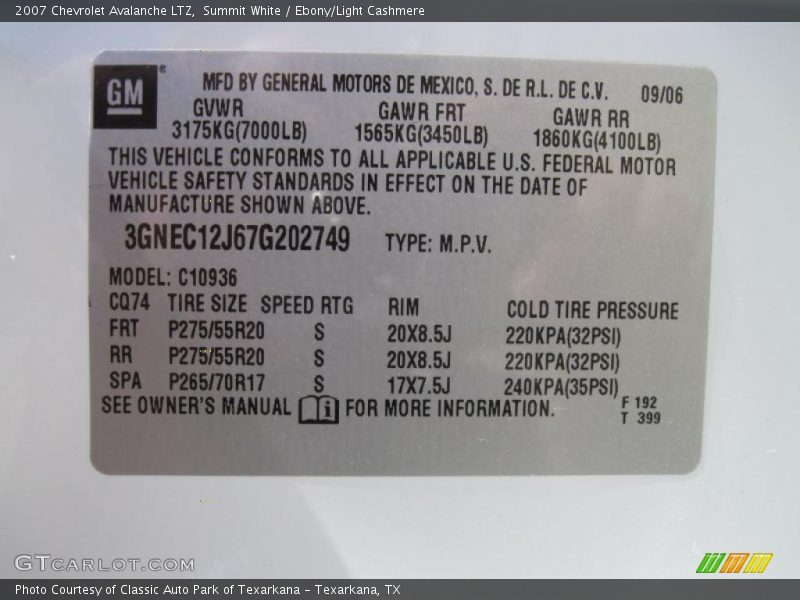 2007 Chevrolet Avalanche LTZ, Summit White / Ebony/Light Cashmere
GM
MFD BY GENERAL MOTORS DE MEXICO, S. DE R.L. DE C.V. 09/06
GVWR GAWR FRT GAWR RR
3175KG(7000LB) 1565KG(3450LB) 1860KG(4100LB)
THIS VEHICLE CONFORMS TO ALL APPLICABLE U.S. FEDERAL MOTOR
VEHICLE SAFETY STANDARDS IN EFFECT ON THE DATE OF
MANUFACTURE SHOWN ABOVE.
3GNEC12J67G202749 TYPE: M.P.V.
MODEL: C10936
CQ74 TIRE SIZE SPEED RTG RIM COLD TIRE PRESSURE
FRT P275/55R20 S 20X8.5J 220KPA(32PSI)
RR P275/55R20 S 20X8.5J 220KPA(32PSI)
SPA P265/70R17 S 17X7.5J 240KPA(35PSI)
SEE OWNER'S MANUAL i FOR MORE INFORMATION. F 192
T 399
GTCARLOT.COM
Photo Courtesy of Classic Auto Park of Texarkana - Texarkana, TX